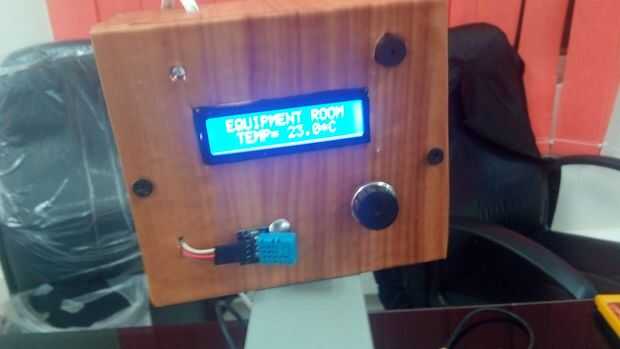 EQUIPMENT ROOM
TEMP= 23.0°C